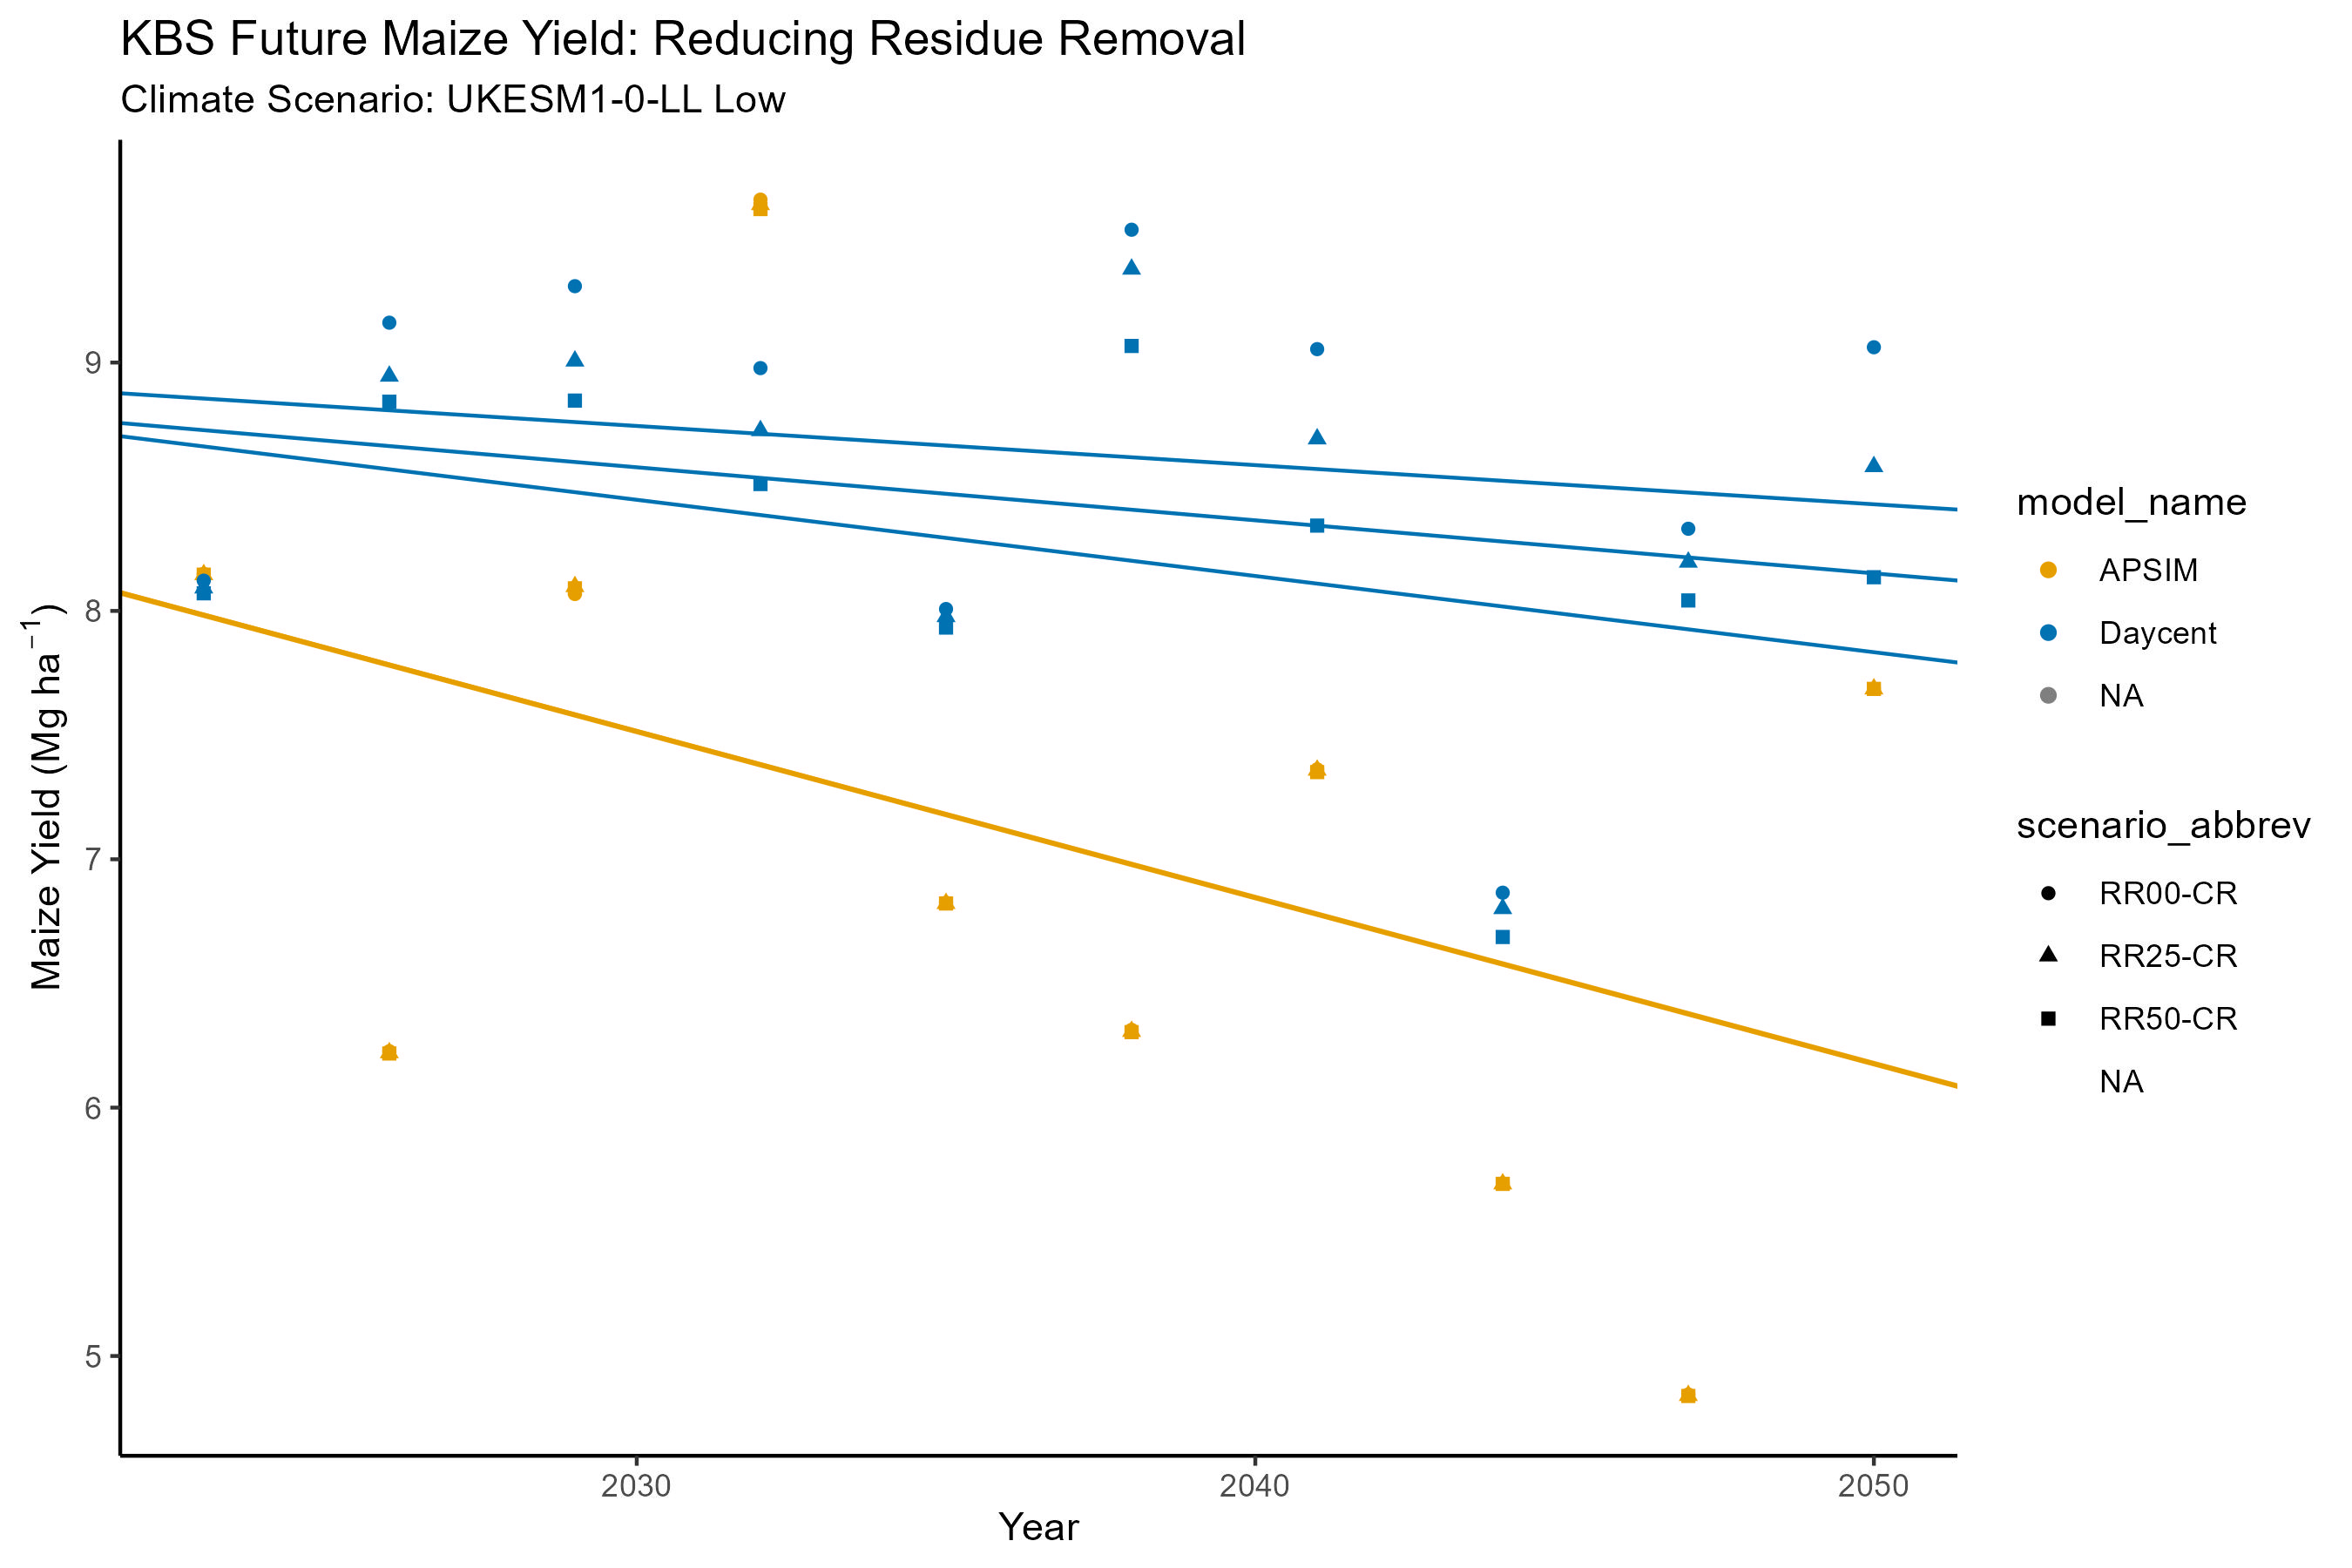 KBS Future Maize Yield: Reducing Residue Removal
Climate Scenario: UKESM1-0-LL Low
Maize Yield (Mg ha⁻¹)
9
8
7
6
5
2030
2040
2050
Year
model_name
APSIM
Daycent
NA
scenario_abbrev
RR00-CR
RR25-CR
RR50-CR
NA